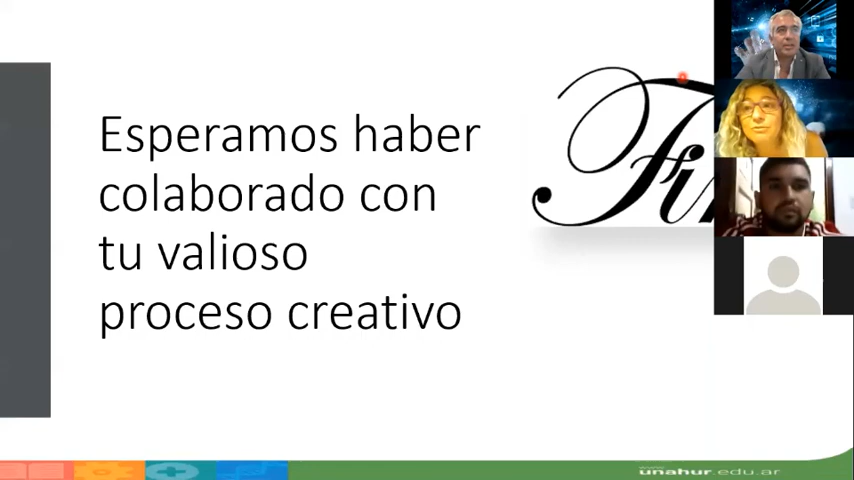 Esperamos haber
colaborado con
tu valioso
proceso creativo
unahur.edu.ar